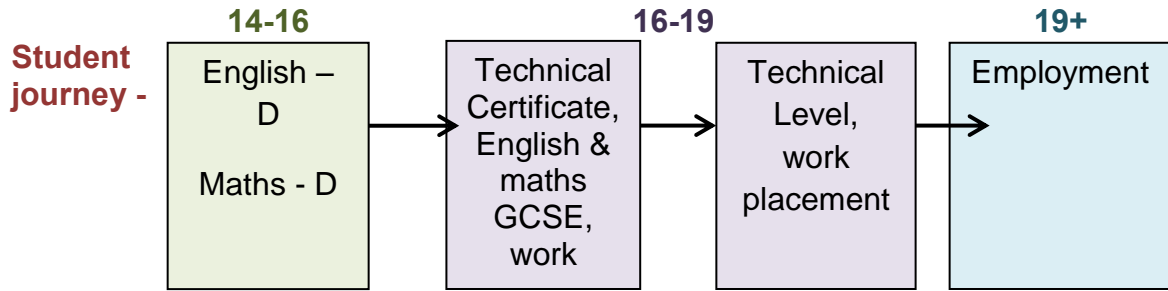 14-16
16-19
19+
Student
journey -
English –
D
Maths - D
Technical
Certificate,
English &
maths
GCSE,
work
Technical
Level,
work
placement
Employment